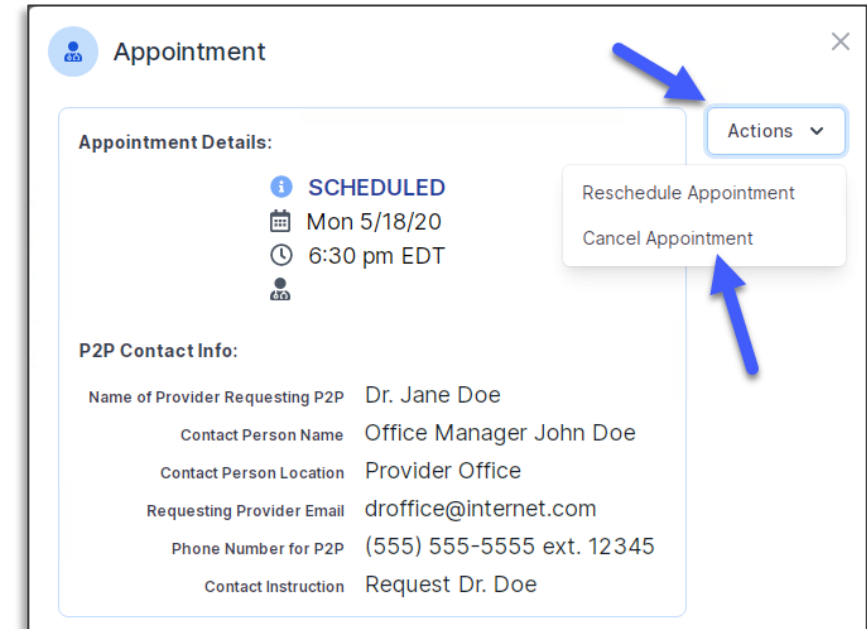 Appointment
Actions
Appointment Details:
SCHEDULED
Mon 5/18/20
6:30 pm EDT
Reschedule Appointment
Cancel Appointment
P2P Contact Info:
Name of Provider Requesting P2P Dr. Jane Doe
Contact Person Name Office Manager John Doe
Contact Person Location Provider Office
Requesting Provider Email droffice@internet.com
Phone Number for P2P (555) 555-5555 ext. 12345
Contact Instruction Request Dr. Doe